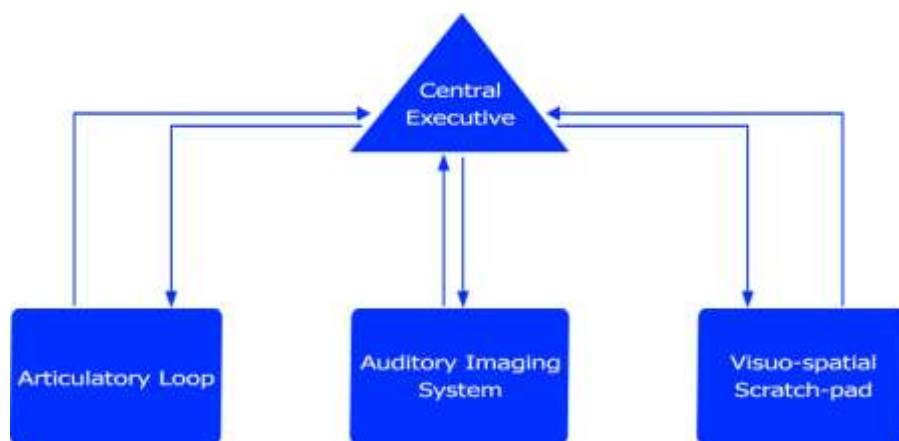 Central
Executive
Articulatory Loop
Auditory Imaging
System
Visuo-spatial
Scratch-pad